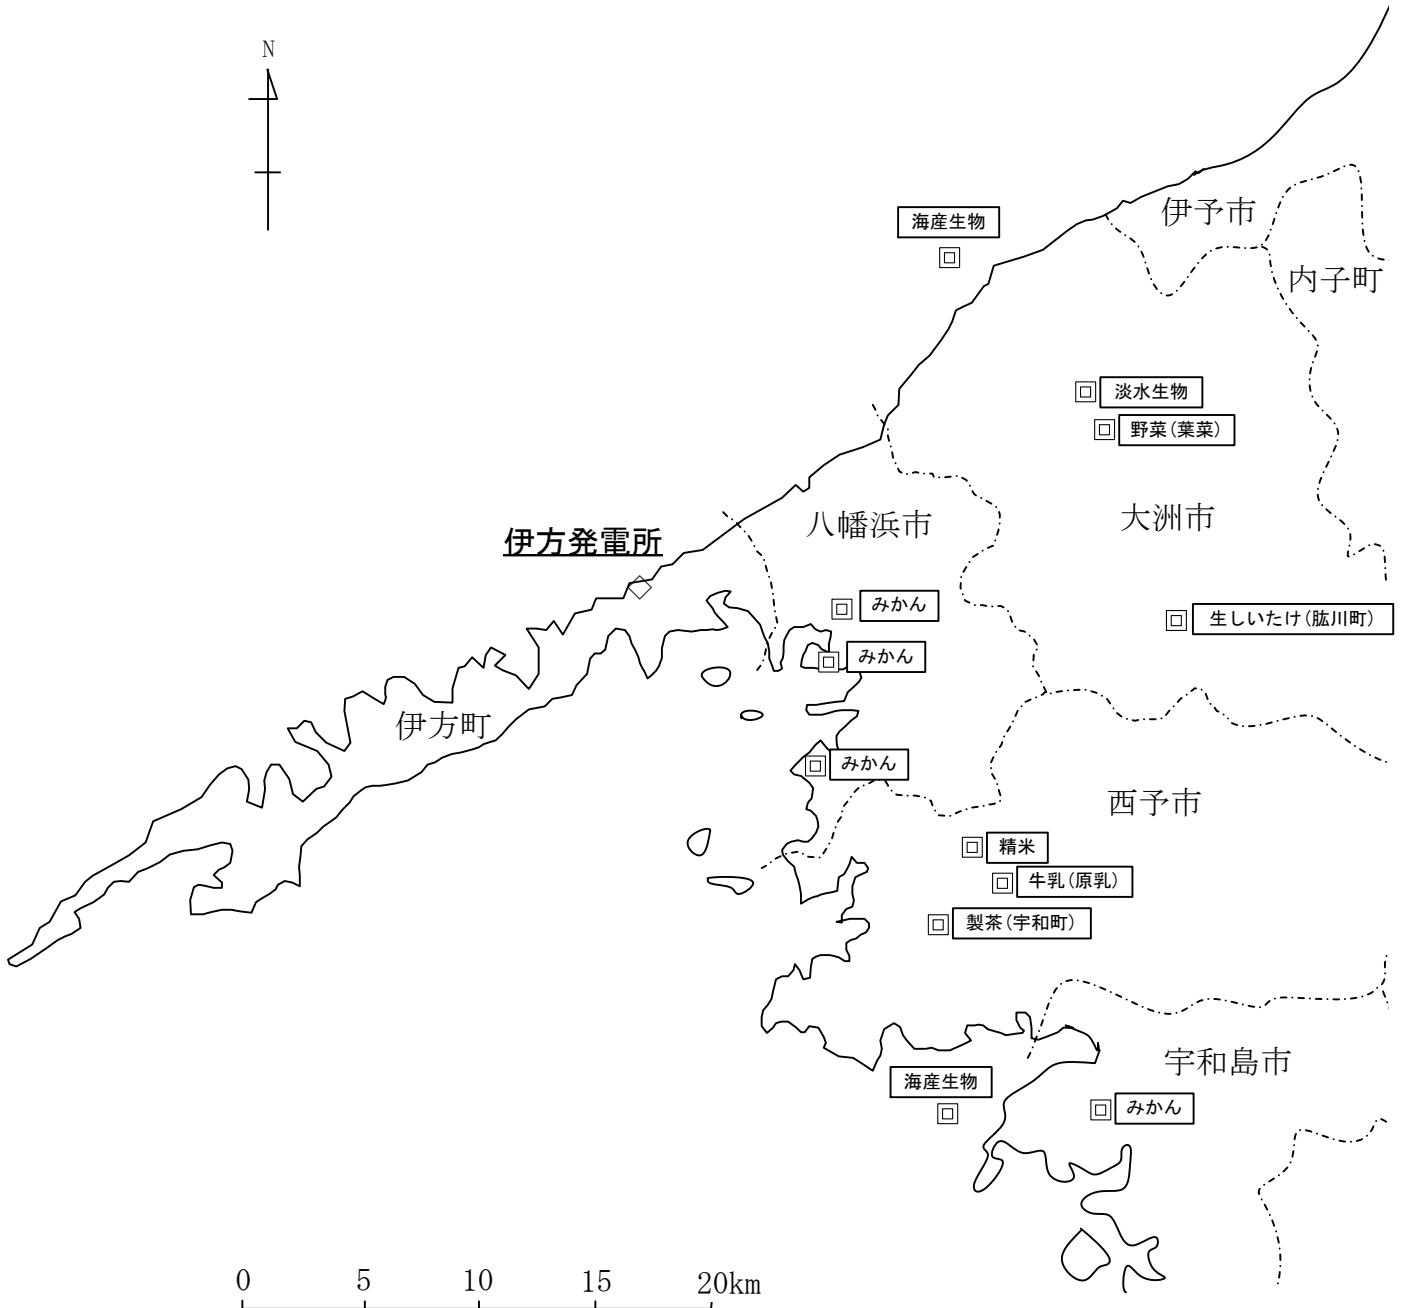 N
伊予市
海産生物
内子町
淡水生物
野菜(葉菜)
大洲市
八幡浜市
伊方発電所
みかん
生しいたけ(肱川町)
みかん
伊方町
みかん
西予市
精米
牛乳(原乳)
製茶(宇和町)
宇和島市
海産生物
みかん
0 5 10 15 20km